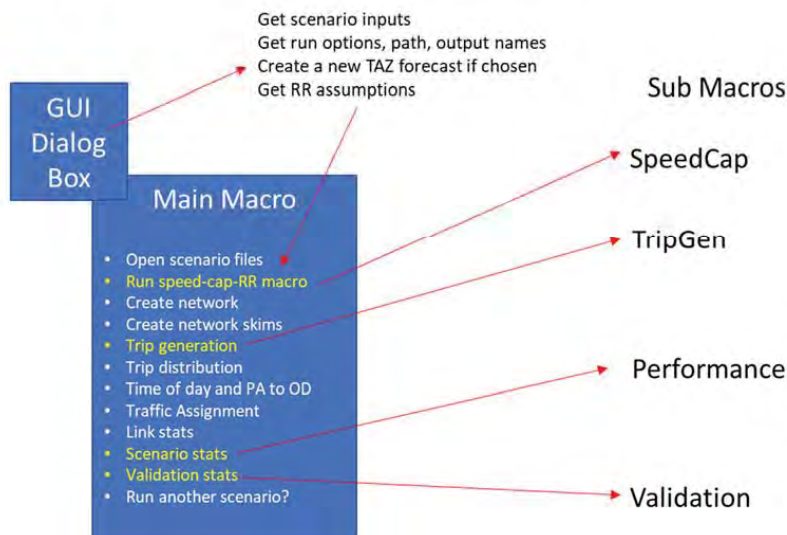 Get scenario inputs
Get run options, path, output names
Create a new TAZ forecast if chosen
Get RR assumptions
GUI
Dialog
Box
Main Macro
• Open scenario files
• Run speed-cap-RR macro
• Create network
• Create network skims
• Trip generation
• Trip distribution
• Time of day and PA to OD
• Traffic Assignment
• Link stats
• Scenario stats
• Validation stats
• Run another scenario?
Sub Macros
SpeedCap
TripGen
Performance
Validation